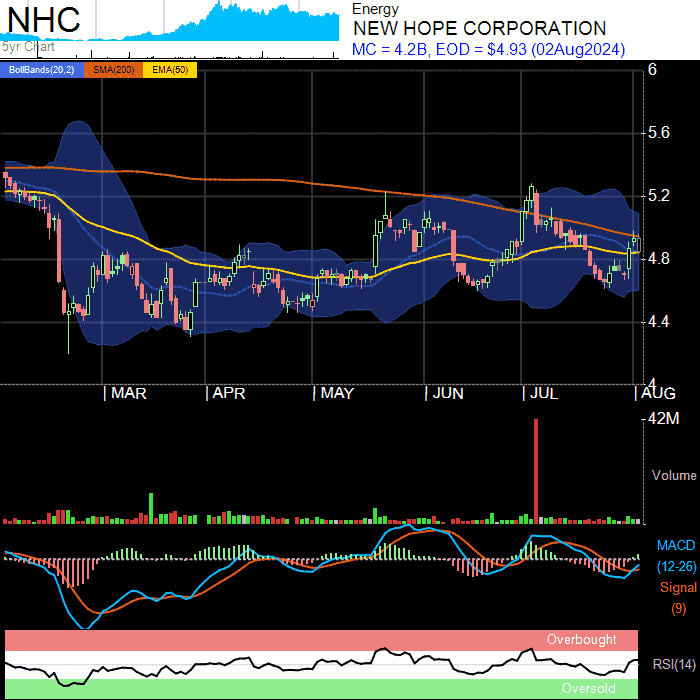 NHC
5yr Chart
Energy
NEW HOPE CORPORATION
MC = 4.2B, EOD = $4.93 (02Aug2024)
BollBands(20,2) SMA(200) EMA(50)
6
5.6
5.2
4.8
4.4
4
MAR APR MAY JUN JUL AUG
42M
Volume
MACD
(12-26)
Signal
(9)
Overbought
RSI(14)
Oversold